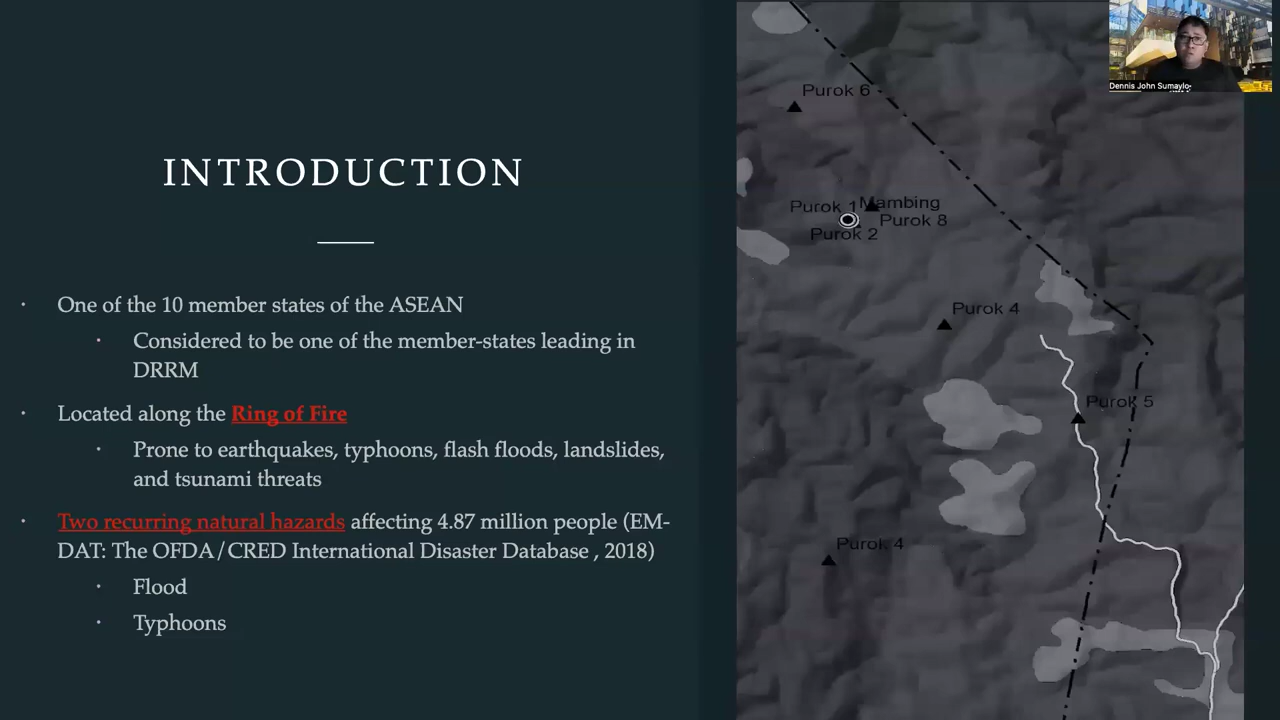 INTRODUCTION
· One of the 10 member states of the ASEAN
· Considered to be one of the member-states leading in
DRRM
· Located along the Ring of Fire
· Prone to earthquakes, typhoons, flash floods, landslides,
and tsunami threats
· Two recurring natural hazards affecting 4.87 million people (EM-
DAT: The OFDA/CRED International Disaster Database , 2018)
· Flood
· Typhoons
Purok 6
Purok 1
Mambing
Purok 8
Purok 2
Purok 4
Purok 5
Purok 4
Dennis John Sumaylo